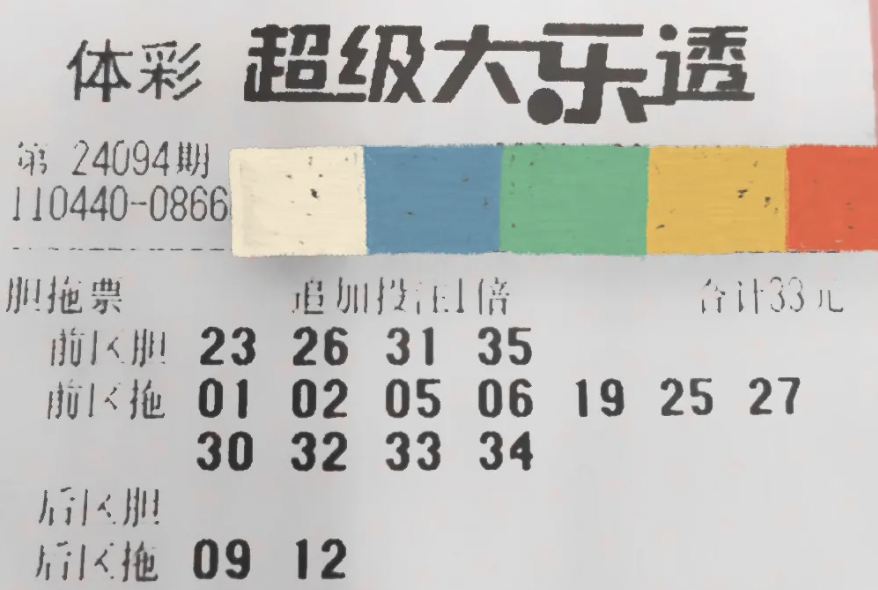 体彩 超级大乐透
第 24094期
110440-0866
胆拖票 追加投注1倍 合计33元
前区胆 23 26 31 35
前区拖 01 02 05 06 19 25 27
30 32 33 34
后区胆
后区拖 09 12